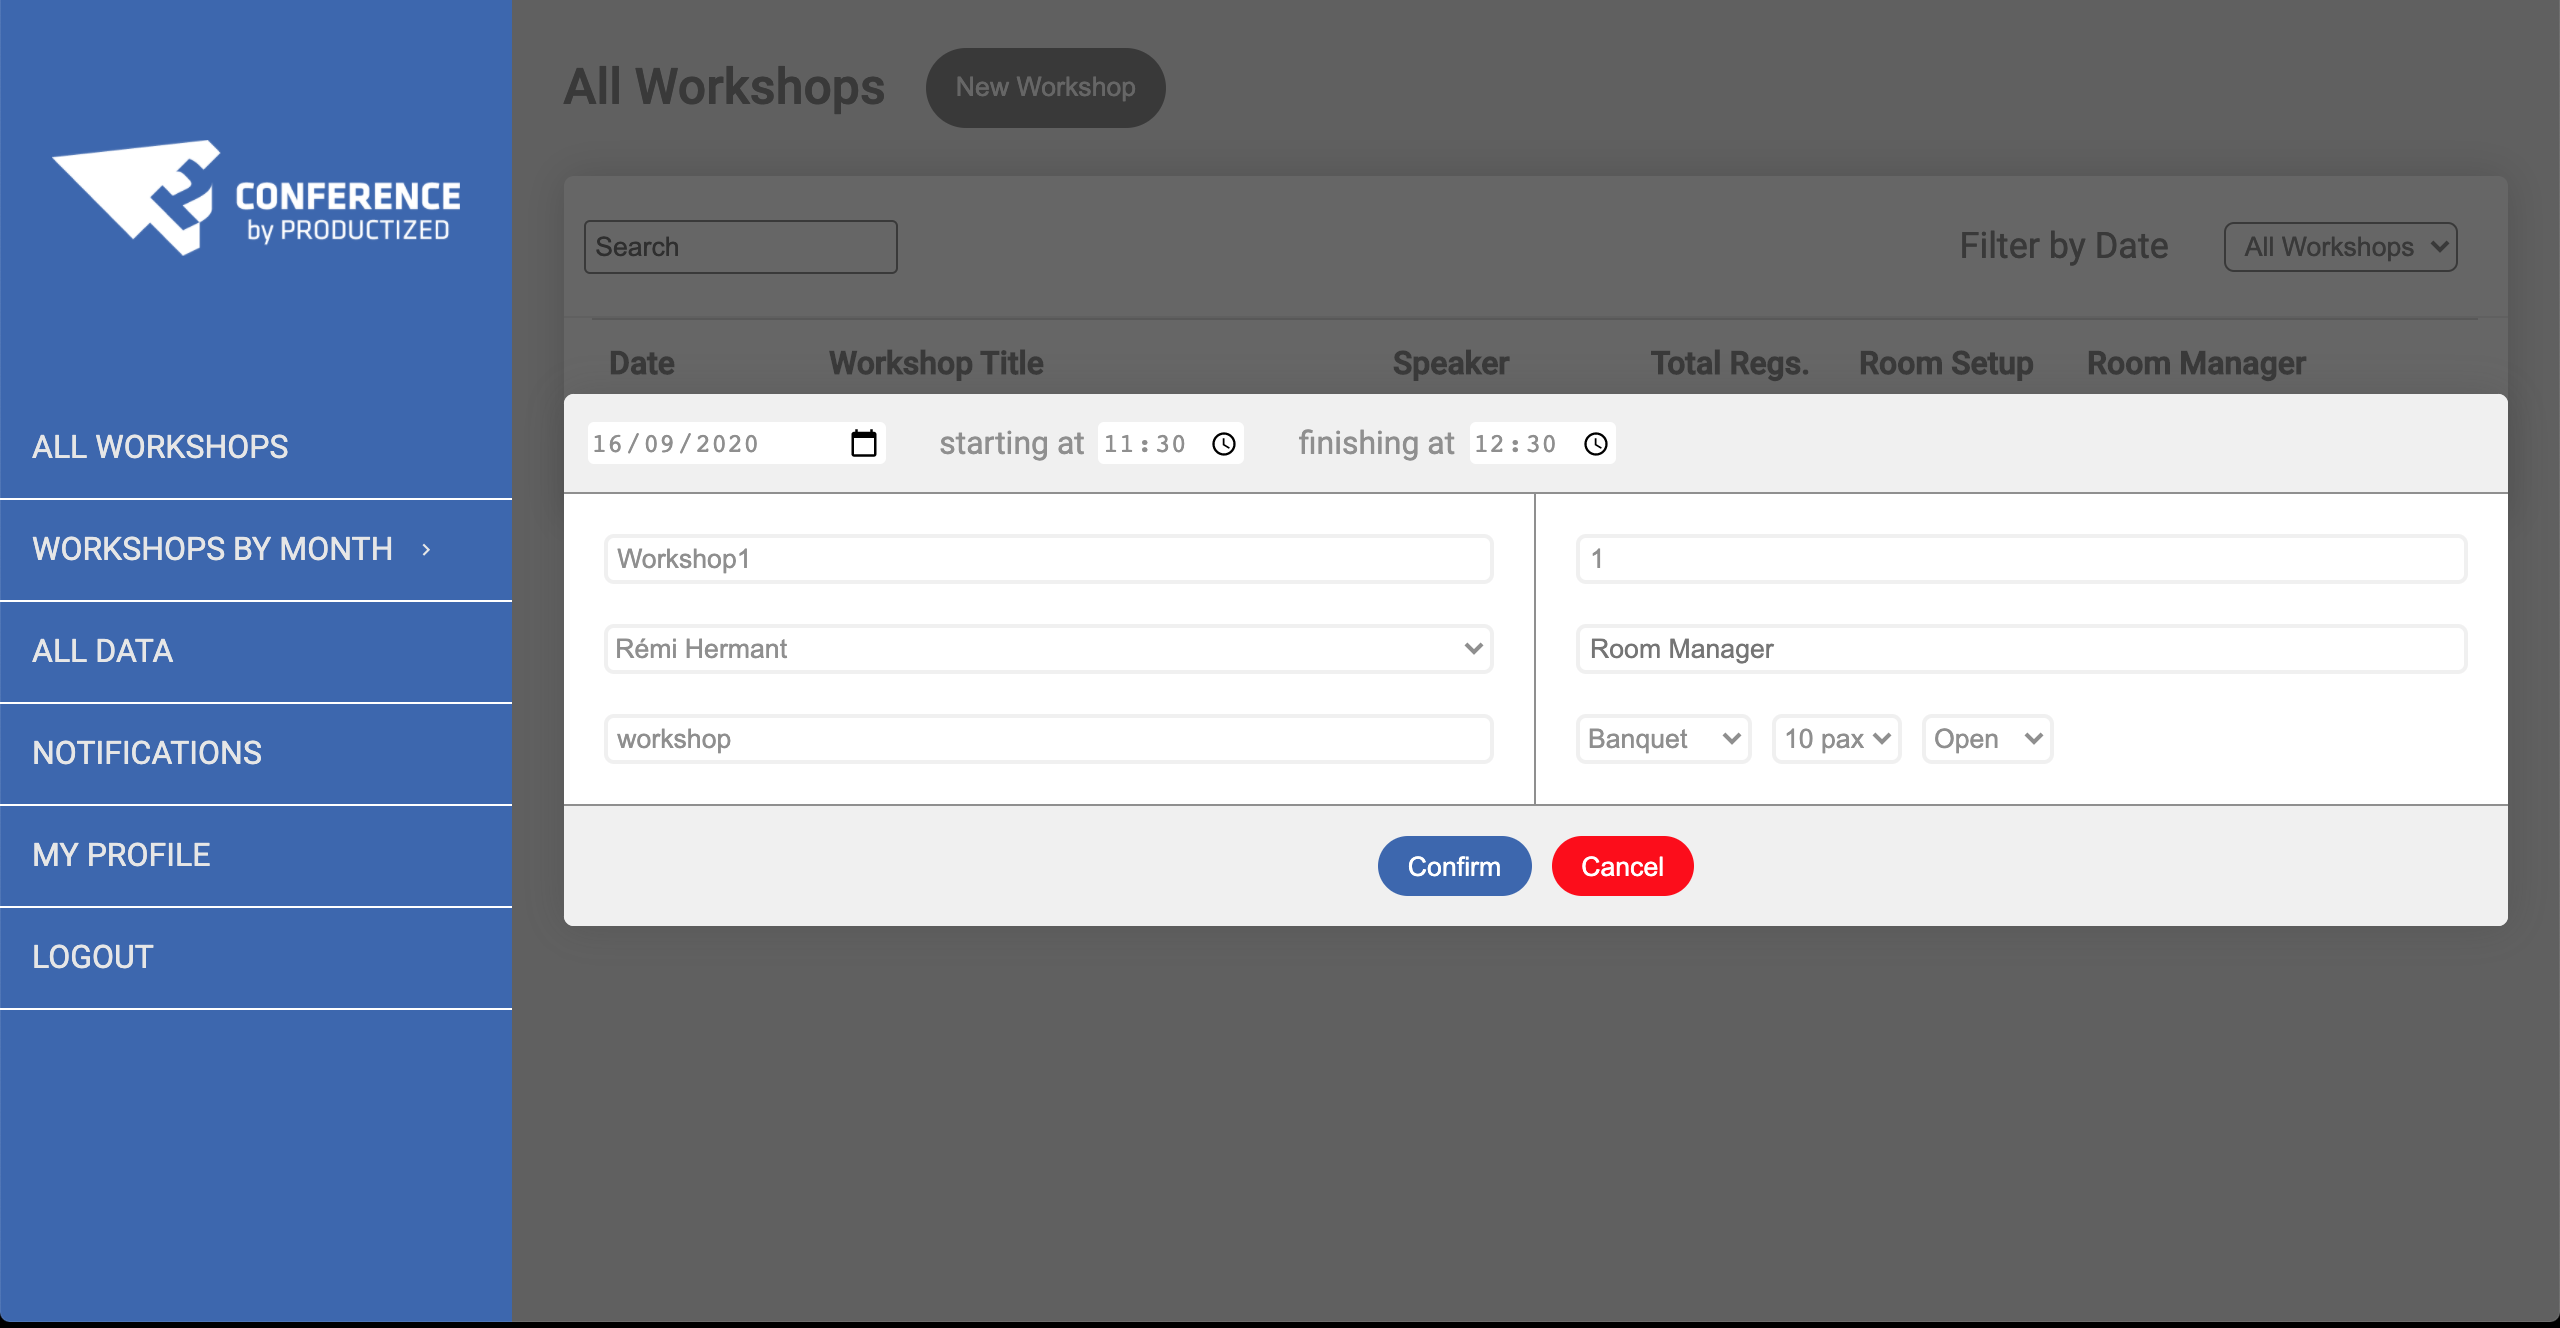 CONFERENCE
by PRODUCTIZED
ALL WORKSHOPS
WORKSHOPS BY MONTH ›
ALL DATA
NOTIFICATIONS
MY PROFILE
LOGOUT
All Workshops New Workshop
Search Filter by Date All Workshops
Date Workshop Title Speaker Total Regs. Room Setup Room Manager
16/09/2020 starting at 11:30 finishing at 12:30
Workshop1 1
Rémi Hermant Room Manager
workshop Banquet 10 pax Open
Confirm Cancel